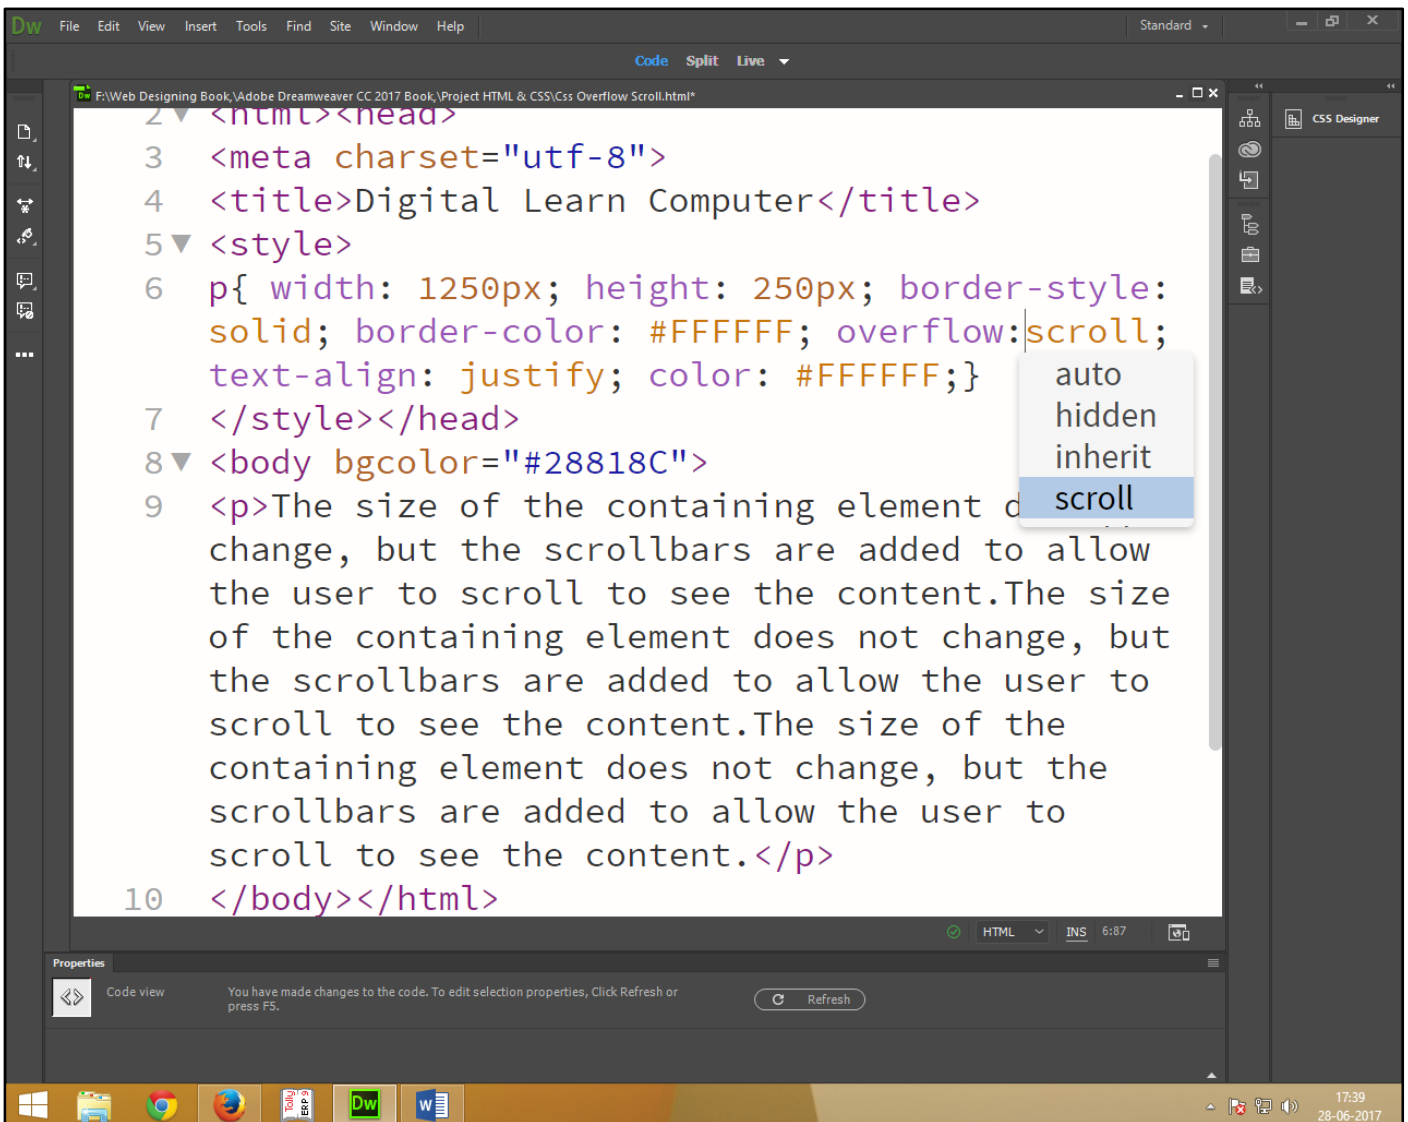 Dw File Edit View Insert Tools Find Site Window Help Standard
Code Split Live
F:\Web Designing Book,\Adobe Dreamweaver CC 2017 Book,\Project HTML & CSS\Css Overflow Scroll.html*
CSS Designer
2 <html><head>
3 <meta charset="utf-8">
4 <title>Digital Learn Computer</title>
5 <style>
6 p{ width: 1250px; height: 250px; border-style:
solid; border-color: #FFFFFF; overflow:scroll;
text-align: justify; color: #FFFFFF;}
auto
hidden
inherit
scroll
7 </style></head>
8 <body bgcolor="#28818C">
9 <p>The size of the containing element d
change, but the scrollbars are added to allow
the user to scroll to see the content.The size
of the containing element does not change, but
the scrollbars are added to allow the user to
scroll to see the content.The size of the
containing element does not change, but the
scrollbars are added to allow the user to
scroll to see the content.</p>
10 </body></html>
HTML INS 6:87
Properties
Code view You have made changes to the code. To edit selection properties, Click Refresh or
press F5.
Refresh
Tally ERP 9
Dw
W
17:39
28-06-2017